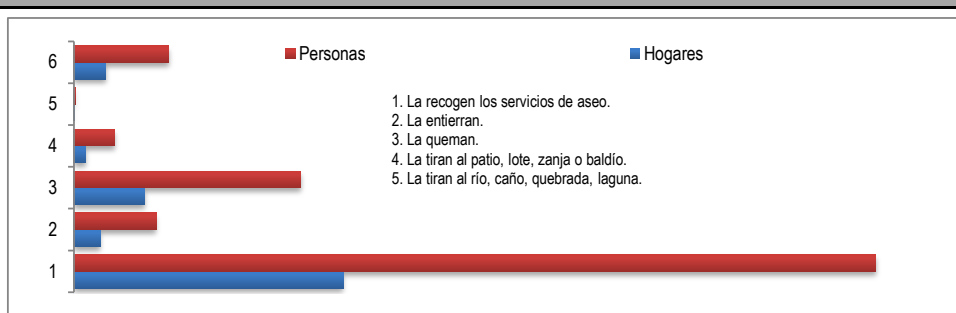 Personas
Hogares
6
5
4
3
2
1
1. La recogen los servicios de aseo.
2. La entierran.
3. La queman.
4. La tiran al patio, lote, zanja o baldío.
5. La tiran al río, caño, quebrada, laguna.